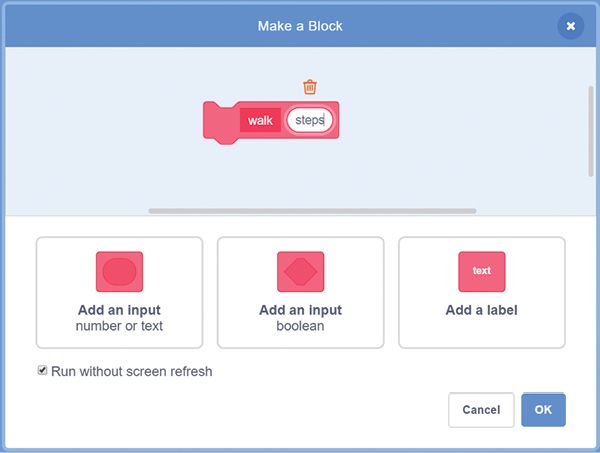 Make a Block
walk steps
text
Add an input
number or text
Add an input
boolean
Add a label
Run without screen refresh
Cancel OK